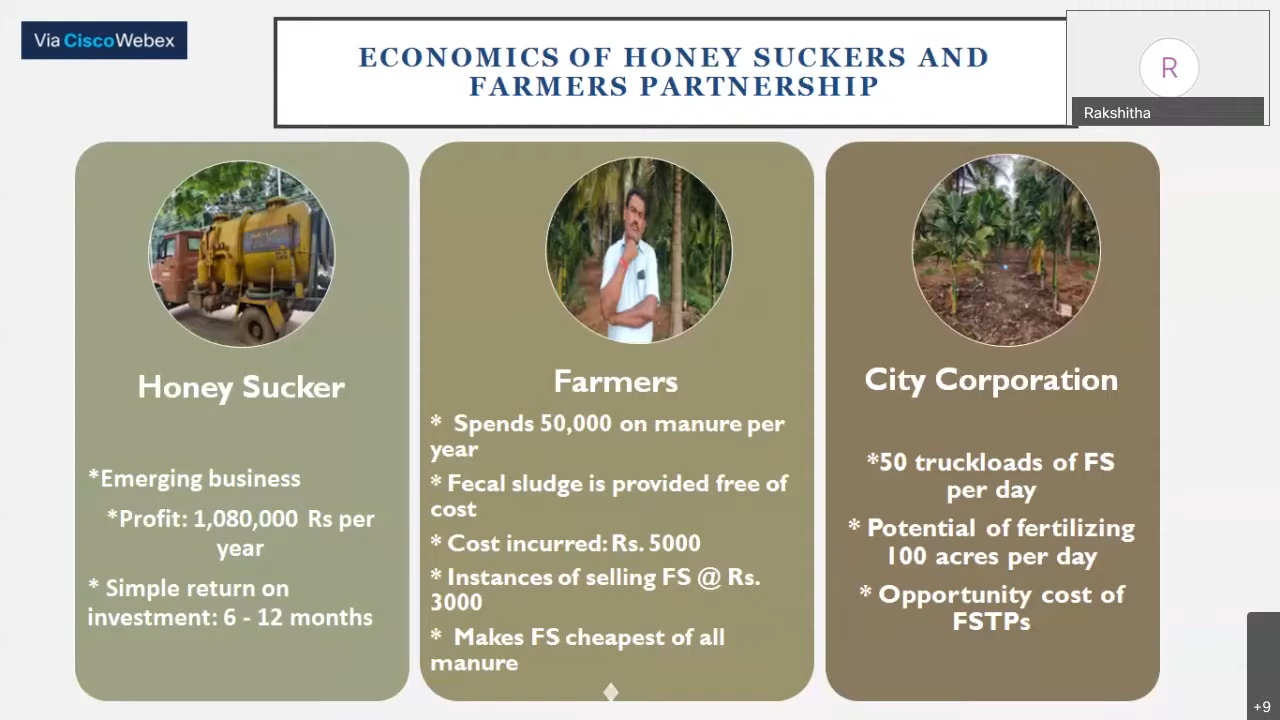 Via CiscoWebex
ECONOMICS OF HONEY SUCKERS AND
FARMERS PARTNERSHIP
R
Rakshitha
Honey Sucker
*Emerging business
*Profit: 1,080,000 Rs per
year
* Simple return on
investment: 6 - 12 months
Farmers
* Spends 50,000 on manure per
year
* Fecal sludge is provided free of
cost
* Cost incurred: Rs. 5000
* Instances of selling FS @ Rs.
3000
* Makes FS cheapest of all
manure
City Corporation
*50 truckloads of FS
per day
* Potential of fertilizing
100 acres per day
* Opportunity cost of
FSTPs
+9